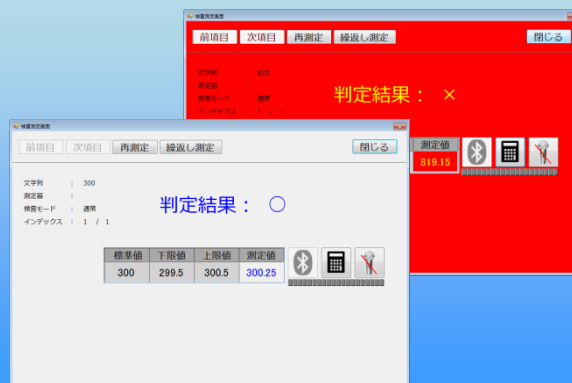 検査測定画面
前項目 次項目 再測定 繰返し測定 閉じる
文字列 : 820
測定器 :
検査モード : 通常
インデックス : 1 / 1
判定結果： ×
測定値
819.15
検査測定画面
前項目 次項目 再測定 繰返し測定 閉じる
文字列 : 300
測定器 :
検査モード : 通常
インデックス : 1 / 1
判定結果： ○
標準値 下限値 上限値 測定値
300 299.5 300.5 300.25